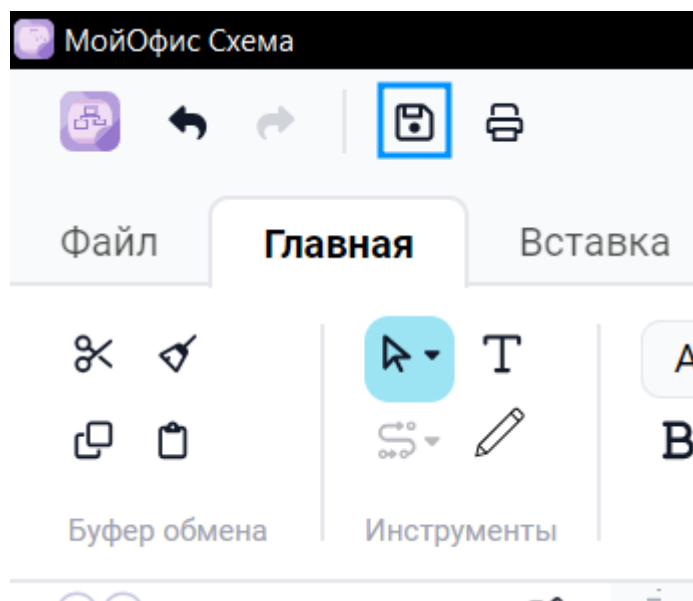 МойОфис Схема
Файл Главная Вставка
T
B
Буфер обмена Инструменты